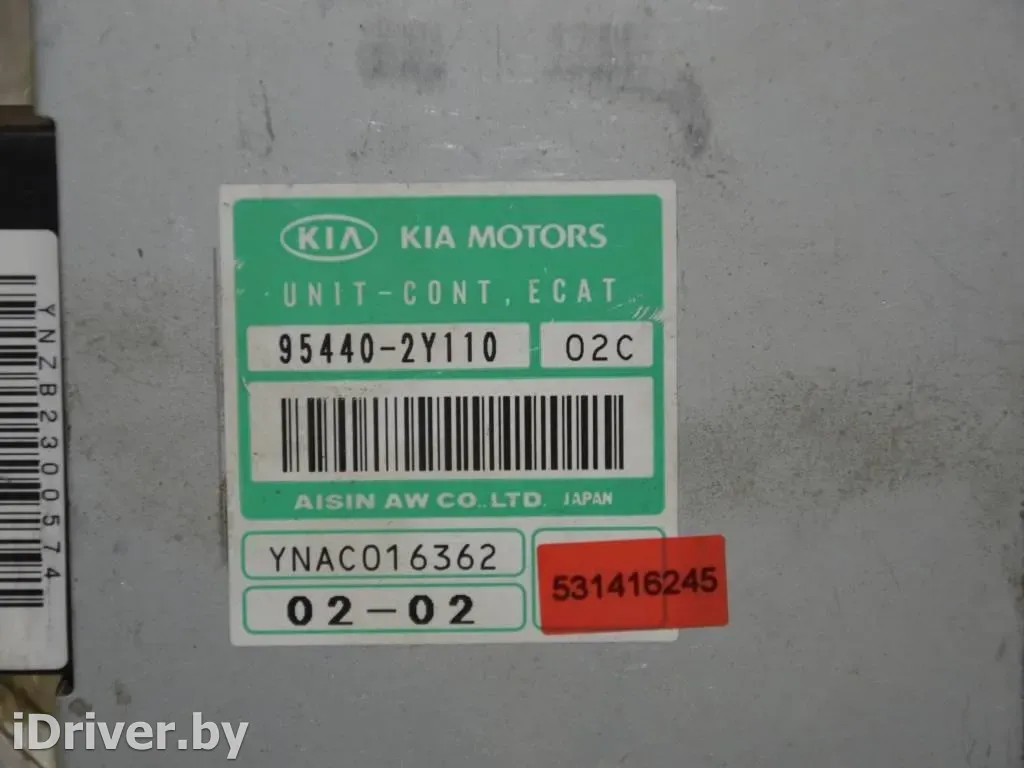 KIA KIA MOTORS
UNIT-CONT, ECAT
95440-2Y110 02C
AISIN AW CO.,LTD. JAPAN
YNAC016362
531416245
02-02
YNZB2300574
iDriver.by